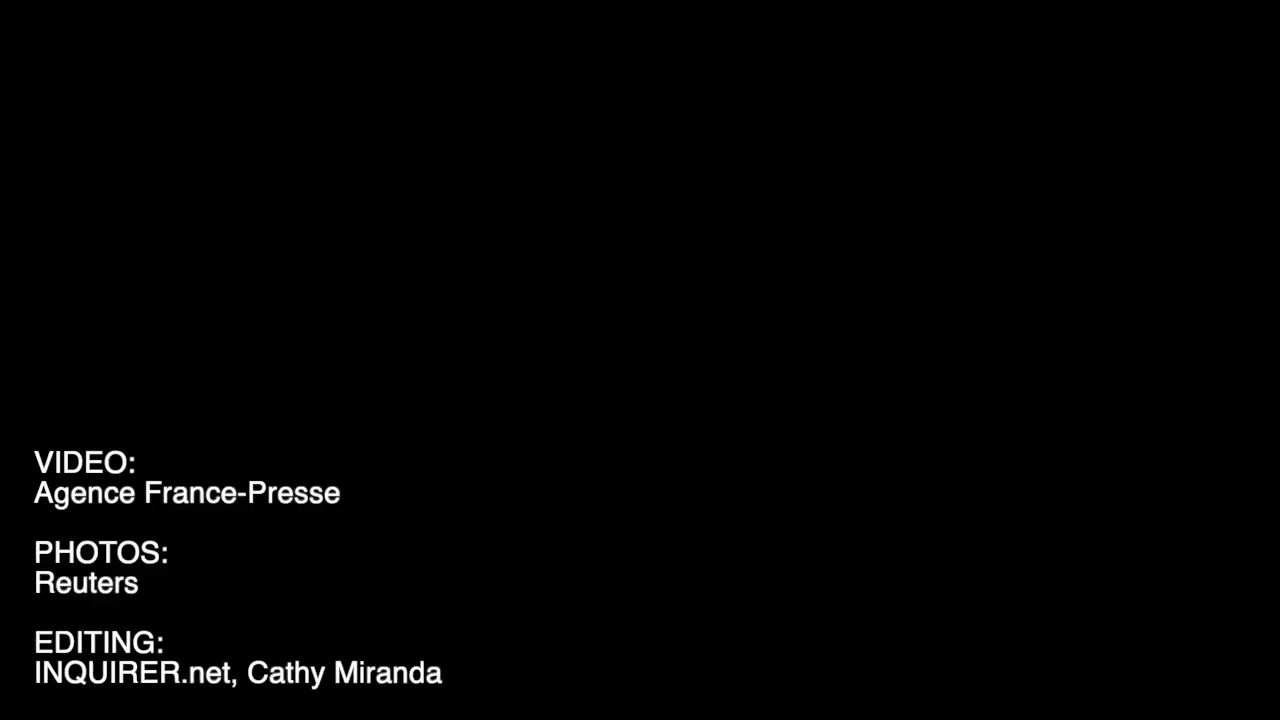 VIDEO:
Agence France-Presse
PHOTOS:
Reuters
EDITING:
INQUIRER.net, Cathy Miranda